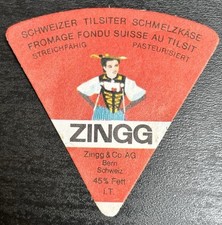 SCHWEIZER TILSITER SCHMELZKÄSE
FROMAGE FONDU SUISSE AU TILSIT
STREICHFÄHIG PASTEURISIERT
ZINGG
Zingg & Co. AG
Bern
Schweiz
45% Fett
I.T.